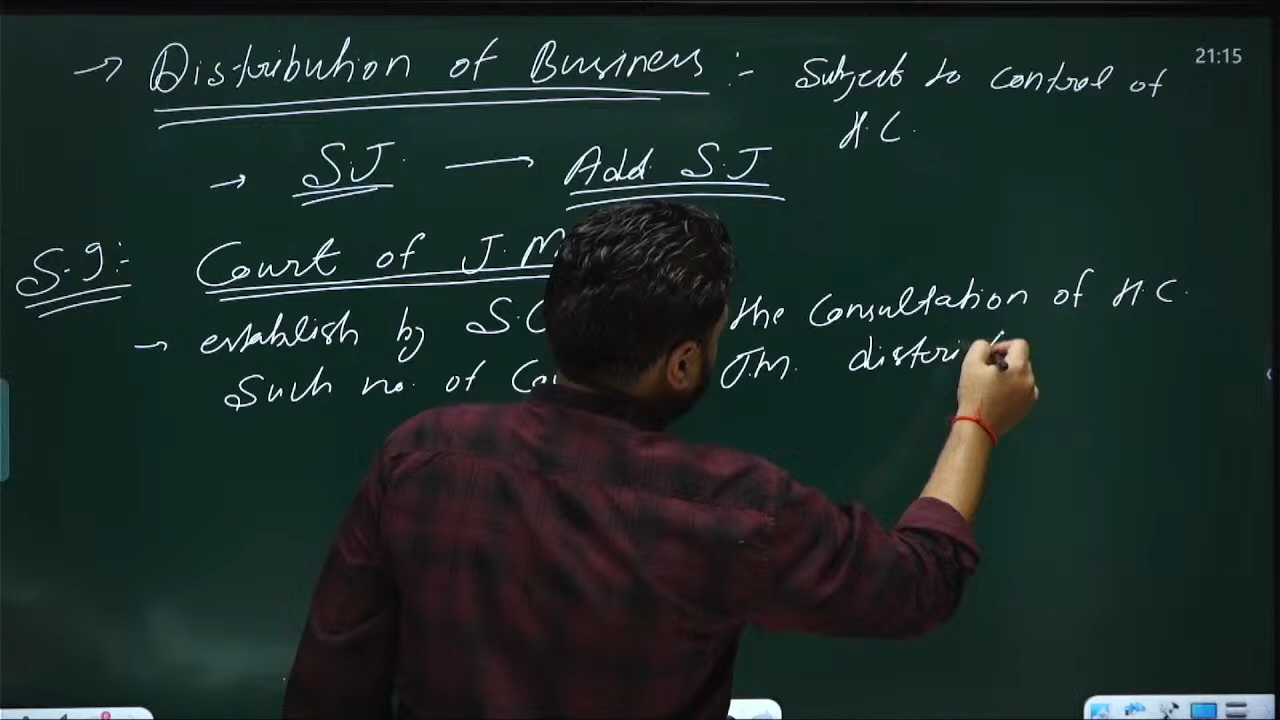 21:15
→ Distribution of Business :- Subject to control of
H.C.
→ S.J. → Add. S.J
S-9:- Court of J.M
→ establish by the Consultation of H.C.
Such no. of J.M.